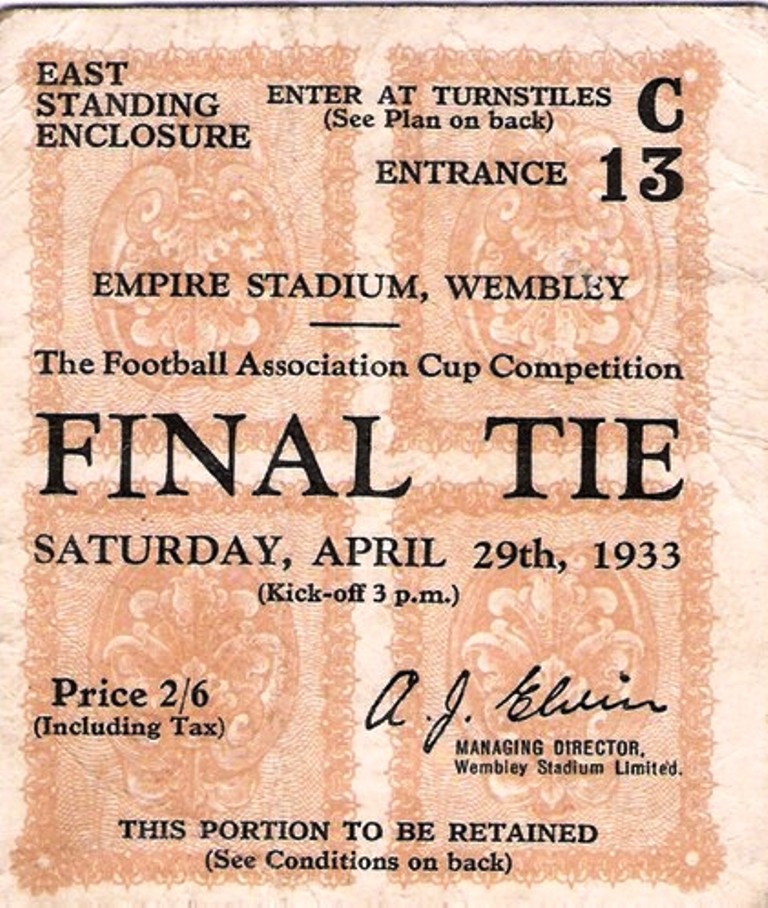 EAST
STANDING
ENCLOSURE
ENTER AT TURNSTILES C
(See Plan on back)
ENTRANCE 13
EMPIRE STADIUM, WEMBLEY
The Football Association Cup Competition
FINAL TIE
SATURDAY, APRIL 29th, 1933
(Kick-off 3 p.m.)
Price 2/6
(Including Tax)
A. J. Elvin
MANAGING DIRECTOR,
Wembley Stadium Limited.
THIS PORTION TO BE RETAINED
(See Conditions on back)